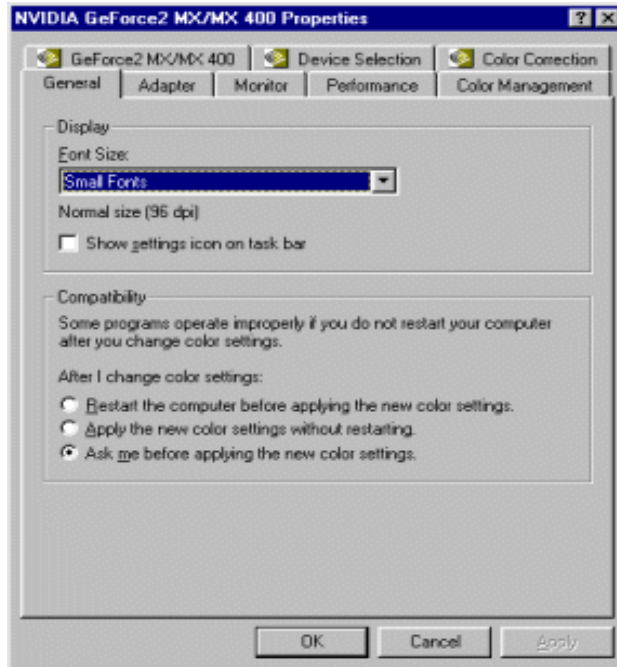 NVIDIA GeForce2 MX/MX 400 Properties
GeForce2 MX/MX 400 Device Selection Color Correction
General Adapter Monitor Performance Color Management
Display
Font Size:
Small Fonts
Normal size (96 dpi)
Show settings icon on task bar
Compatibility
Some programs operate improperly if you do not restart your computer
after you change color settings.
After I change color settings:
Restart the computer before applying the new color settings.
Apply the new color settings without restarting.
Ask me before applying the new color settings.
OK Cancel Apply